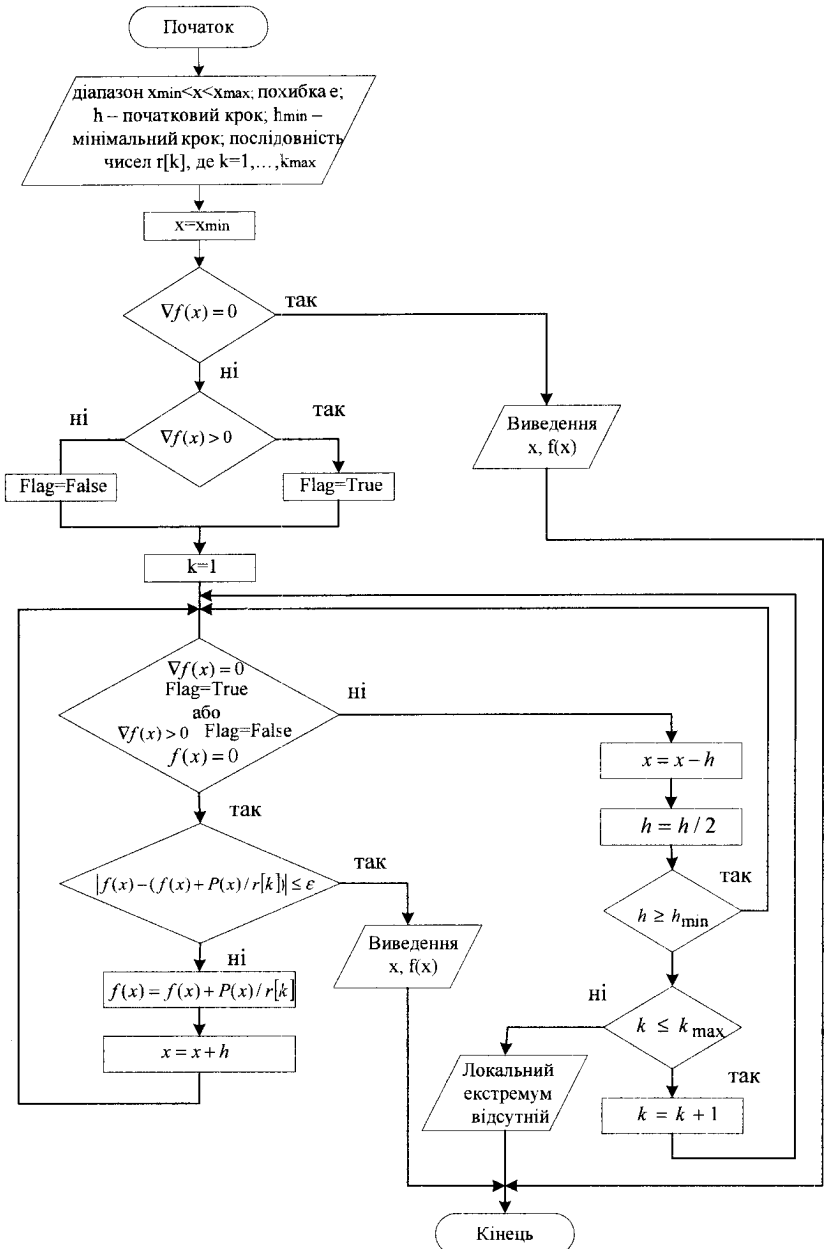 Початок
діапазон xmin<x<xmax; похибка е;
h – початковий крок; hmin –
мінімальний крок; послідовність
чисел r[k], де k=1,…,kmax
x=xmin
∇f(x)=0
так
ні
∇f(x)>0
ні
так
Flag=False
Flag=True
Виведення
x, f(x)
k=1
∇f(x)=0
Flag=True
або
∇f(x)>0 Flag=False
f(x)=0
ні
так
x=x−h
h=h/2
|f(x)−(f(x)+P(x)/r[k])|≤ε
так
ні
Виведення
x, f(x)
h≥hmin
так
f(x)=f(x)+P(x)/r[k]
x=x+h
k≤kmax
ні
так
Локальний
екстремум
відсутній
k=k+1
Кінець